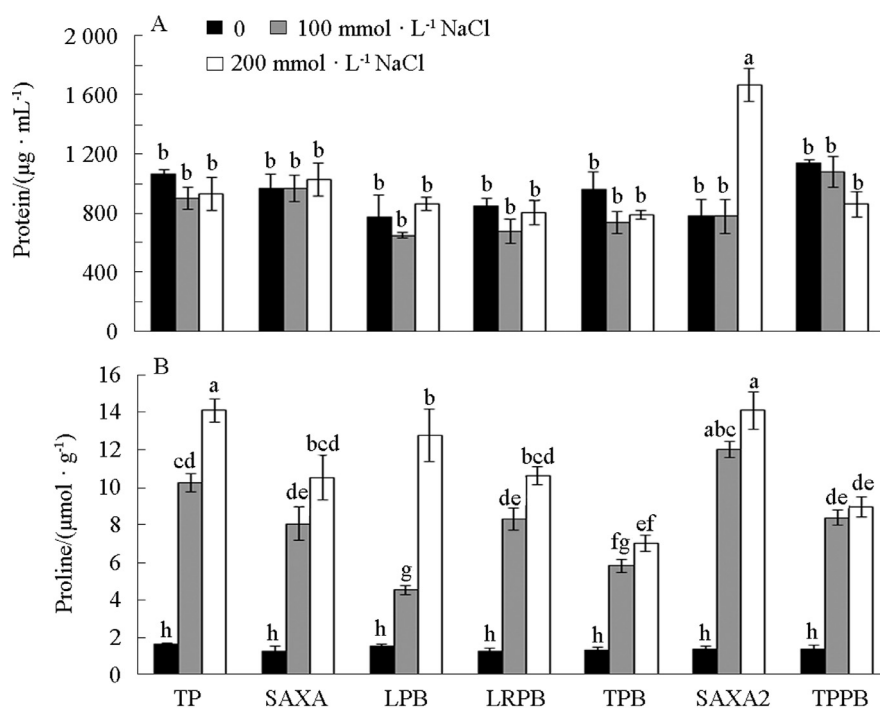 A
0 100 mmol · L⁻¹ NaCl
200 mmol · L⁻¹ NaCl
Protein/(μg · mL⁻¹)
2 000
1 600
1 200
800
400
0
b b b b b b b b b b b b b b b b b a b b b
B
Proline/(μmol · g⁻¹)
16
14
12
10
8
6
4
2
0
h cd a h de bcd h g b h de bcd h fg ef h abc a h de de
TP SAXA LPB LRPB TPB SAXA2 TPPB